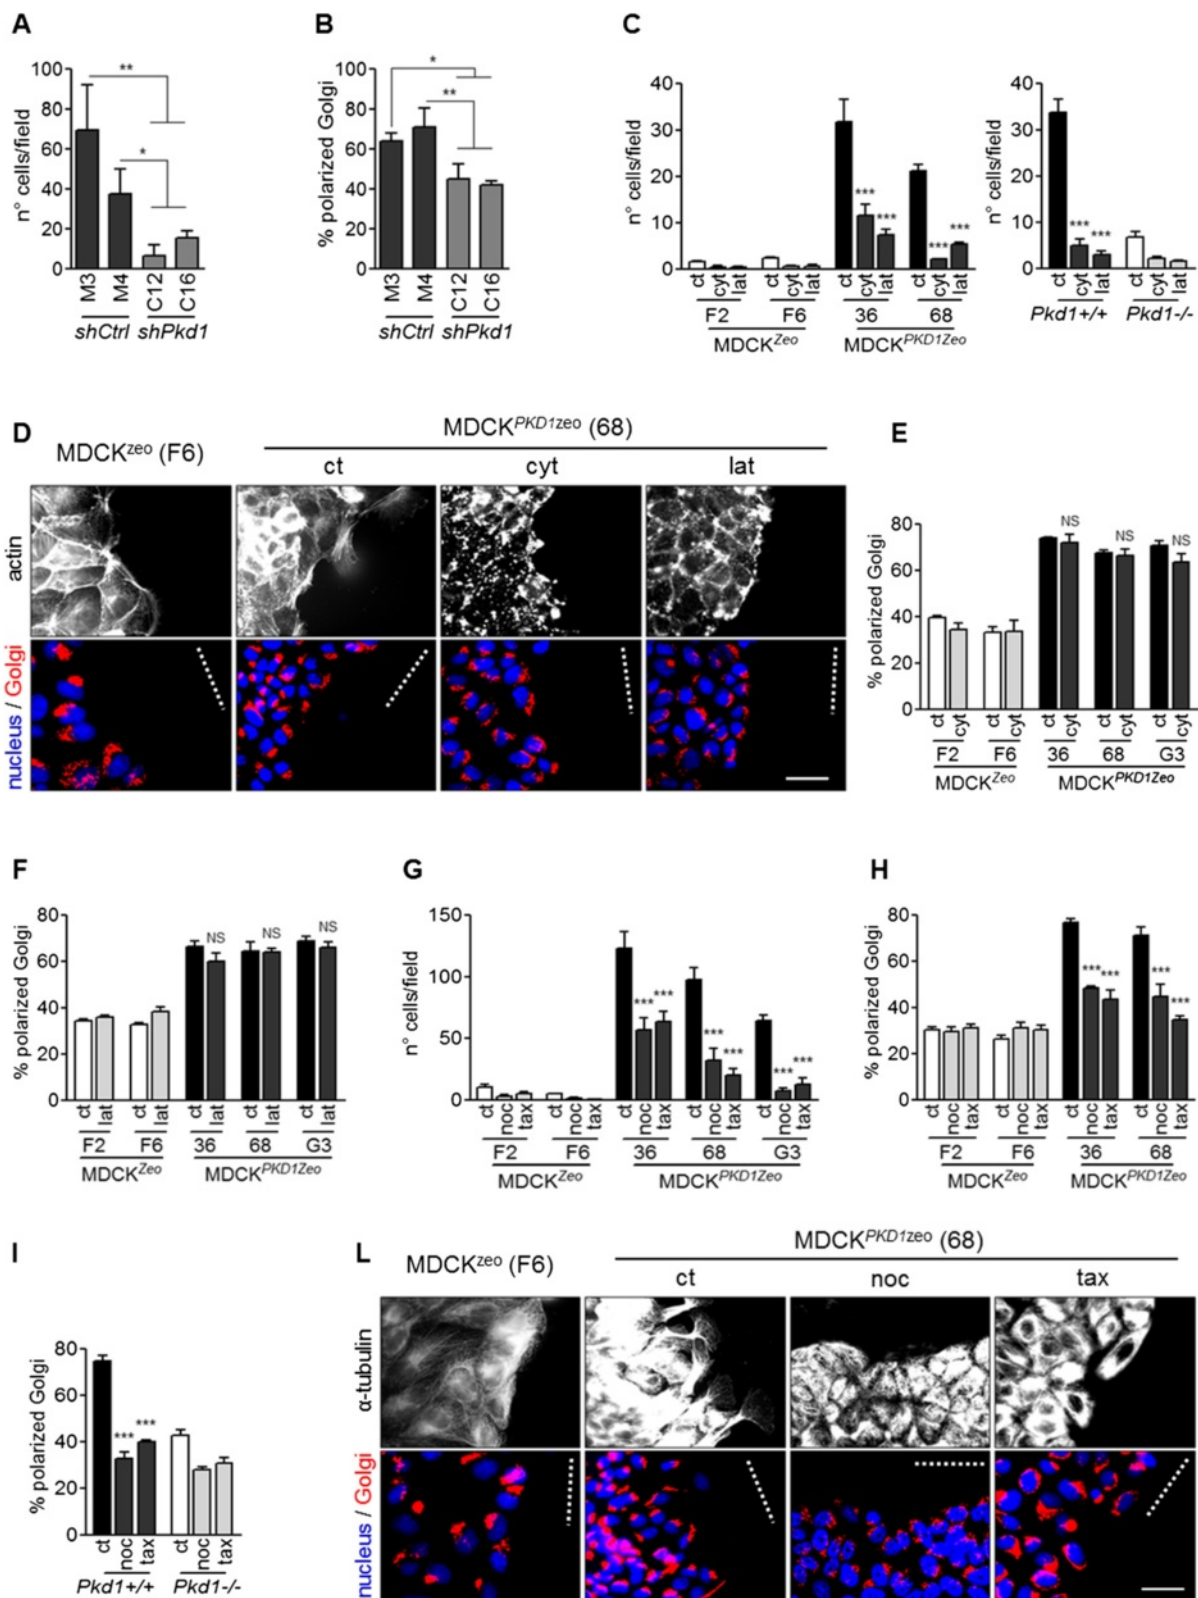 A
n° cells/field
100
80
60
40
20
0
**
*
M3
M4
C12
C16
shCtrl shPkd1
B
% polarized Golgi
100
80
60
40
20
0
*
**
M3
M4
C12
C16
shCtrl shPkd1
C
n° cells/field
40
30
20
10
0
*** *** *** ***
ct cyt lat ct cyt lat ct cyt lat ct cyt lat
F2 F6 36 68
MDCKZeo MDCKPKD1Zeo
n° cells/field
40
30
20
10
0
*** ***
ct cyt lat ct cyt lat
Pkd1+/+ Pkd1-/-
D
MDCKzeo (F6) MDCKPKD1zeo (68)
ct cyt lat
actin
nucleus / Golgi
E
% polarized Golgi
80
60
40
20
0
NS NS NS
ct cyt ct cyt ct cyt ct cyt ct cyt
F2 F6 36 68 G3
MDCKZeo MDCKPKD1Zeo
F
% polarized Golgi
80
60
40
20
0
NS NS NS
ct lat ct lat ct lat ct lat ct lat
F2 F6 36 68 G3
MDCKZeo MDCKPKD1Zeo
G
n° cells/field
150
100
50
0
*** *** *** *** *** ***
ct noc tax ct noc tax ct noc tax ct noc tax ct noc tax
F2 F6 36 68 G3
MDCKZeo MDCKPKD1Zeo
H
% polarized Golgi
80
60
40
20
0
*** *** *** ***
ct noc tax ct noc tax ct noc tax ct noc tax
F2 F6 36 68
MDCKZeo MDCKPKD1Zeo
I
% polarized Golgi
80
60
40
20
0
*** ***
ct noc tax ct noc tax
Pkd1+/+ Pkd1-/-
L
MDCKzeo (F6) MDCKPKD1zeo (68)
ct noc tax
α-tubulin
nucleus / Golgi